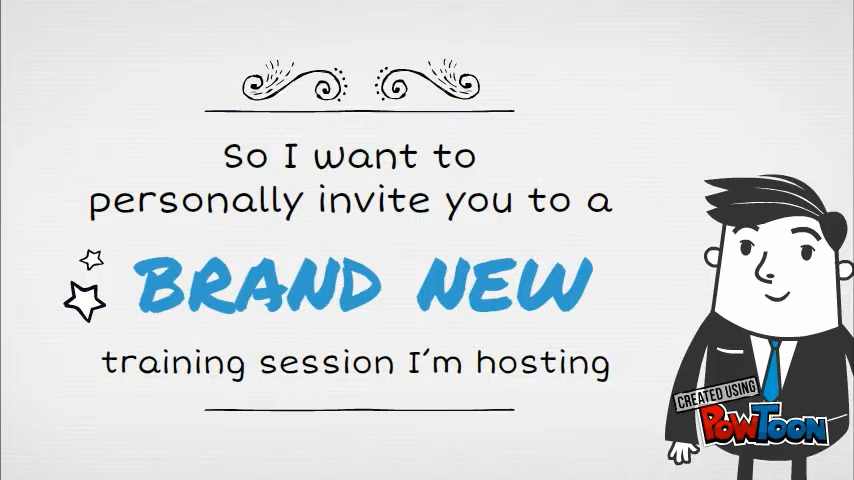 So I want to
personally invite you to a
BRAND NEW
training session I'm hosting
CREATED USING
POWTOON